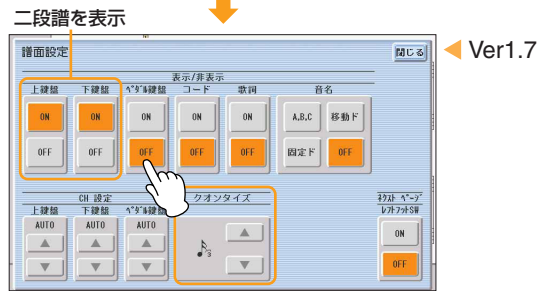 二段譜を表示
譜面設定
閉じる
Ver1.7
表示/非表示
上鍵盤 下鍵盤 ペダル鍵盤 コード 歌詞 音名
ON ON ON ON ON A,B,C 移動ド
OFF OFF OFF OFF OFF 固定ド OFF
CH 設定 クオンタイズ ネクスト ページ
上鍵盤 下鍵盤 ペダル鍵盤 レフトフットSW
AUTO AUTO AUTO
3
ON
OFF